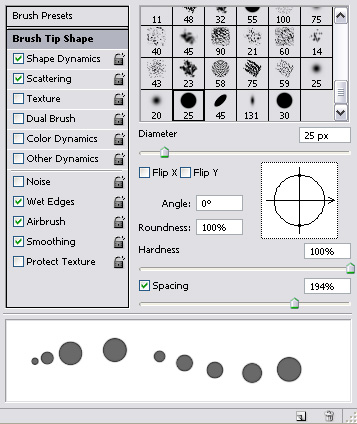 Brush Presets
Brush Tip Shape
Shape Dynamics
Scattering
Texture
Dual Brush
Color Dynamics
Other Dynamics
Noise
Wet Edges
Airbrush
Smoothing
Protect Texture
11 48 32 55 100 75
40 45 90 21 60 14
43 23 58 75 59 25
20 25 45 131 30
Diameter 25 px
Flip X Flip Y
Angle: 0°
Roundness: 100%
Hardness 100%
Spacing 194%